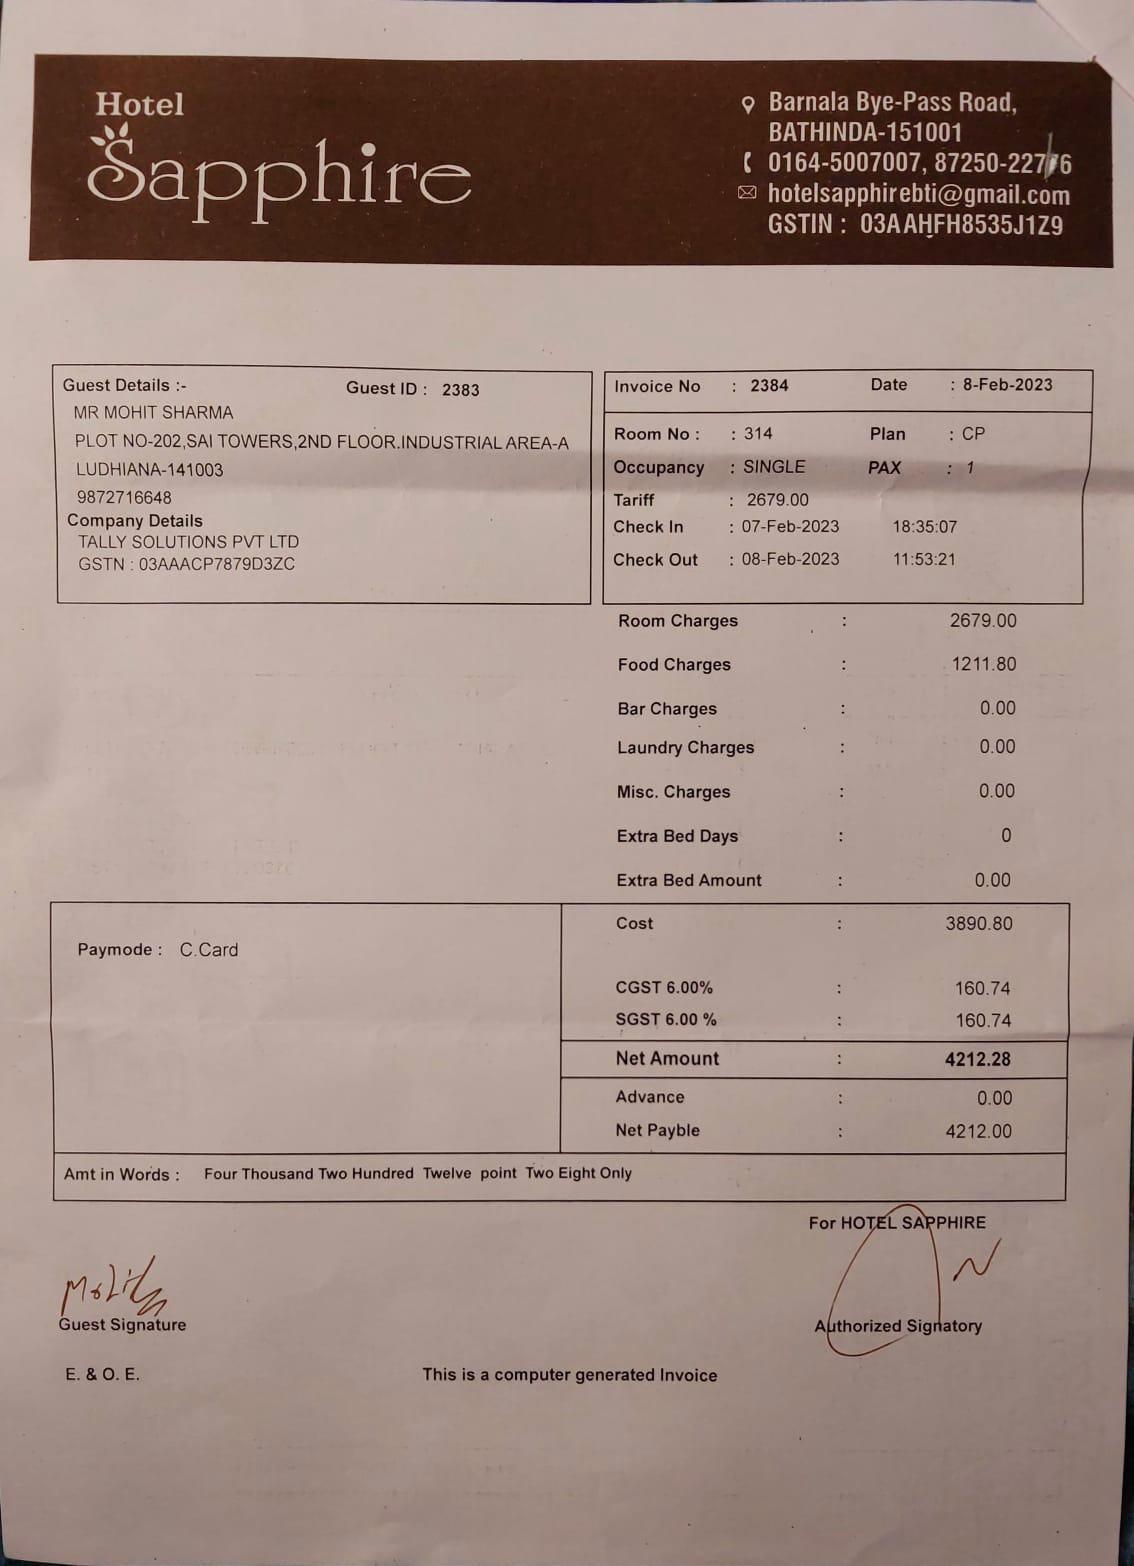 Hotel
Sapphire
Barnala Bye-Pass Road,
BATHINDA-151001
0164-5007007,
hotelsapphirebti@gmail.com
GSTIN : 03AAHFH8535J1Z9
Guest Details :- Guest ID : 2383
MR MOHIT SHARMA
PLOT NO-202,SAI TOWERS,2ND FLOOR.INDUSTRIAL AREA-A
LUDHIANA-141003
9872716648
Company Details
TALLY SOLUTIONS PVT LTD
GSTN : 03AAACP7879D3ZC
Invoice No : 2384 Date : 8-Feb-2023
Room No : : 314 Plan : CP
Occupancy : SINGLE PAX : 1
Tariff : 2679.00
Check In : 07-Feb-2023 18:35:07
Check Out : 08-Feb-2023 11:53:21
Room Charges : 2679.00
Food Charges : 1211.80
Bar Charges : 0.00
Laundry Charges : 0.00
Misc. Charges : 0.00
Extra Bed Days : 0
Extra Bed Amount : 0.00
Paymode : C.Card
Cost : 3890.80
CGST 6.00% : 160.74
SGST 6.00 % : 160.74
Net Amount : 4212.28
Advance : 0.00
Net Payble : 4212.00
Amt in Words : Four Thousand Two Hundred Twelve point Two Eight Only
For HOTEL SAPPHIRE
Guest Signature
Authorized Signatory
E. & O. E.
This is a computer generated Invoice